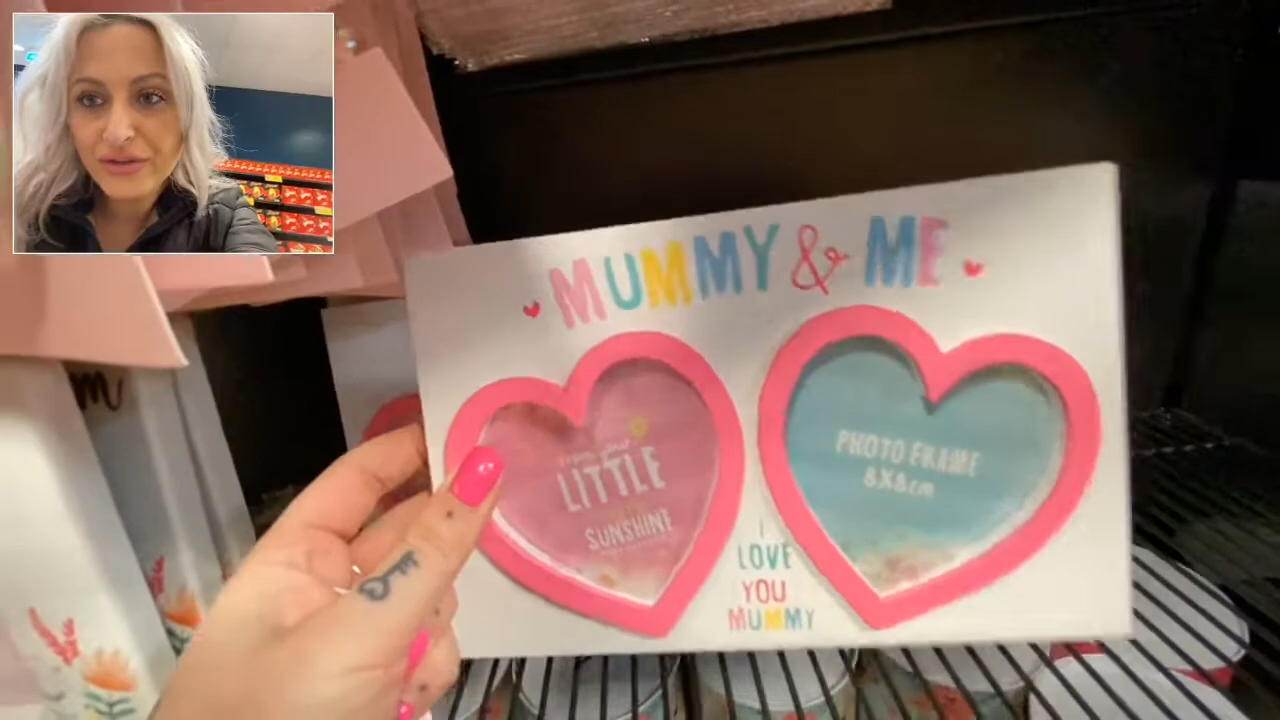 MUMMY & ME
LITTLE
SUNSHINE
PHOTO FRAME
8X8cm
I
LOVE
YOU
MUMMY
m